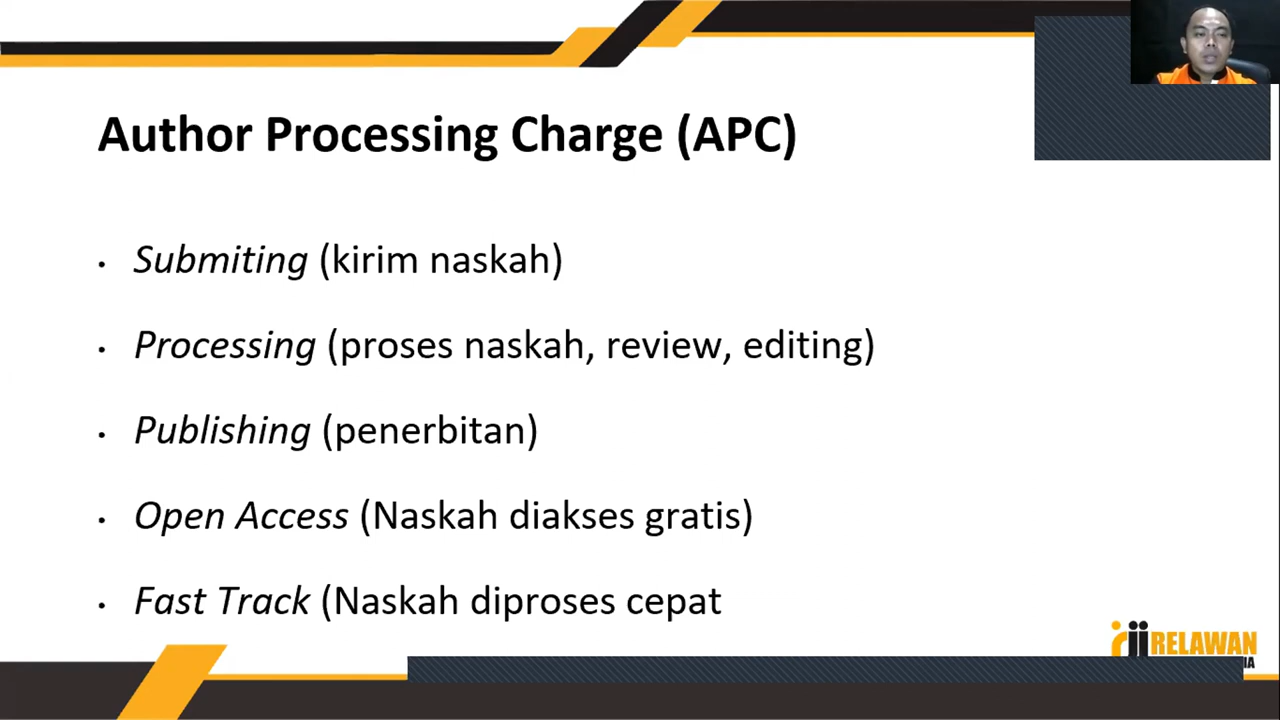 Author Processing Charge (APC)
• Submiting (kirim naskah)
• Processing (proses naskah, review, editing)
• Publishing (penerbitan)
• Open Access (Naskah diakses gratis)
• Fast Track (Naskah diproses cepat
RELAWAN
IA